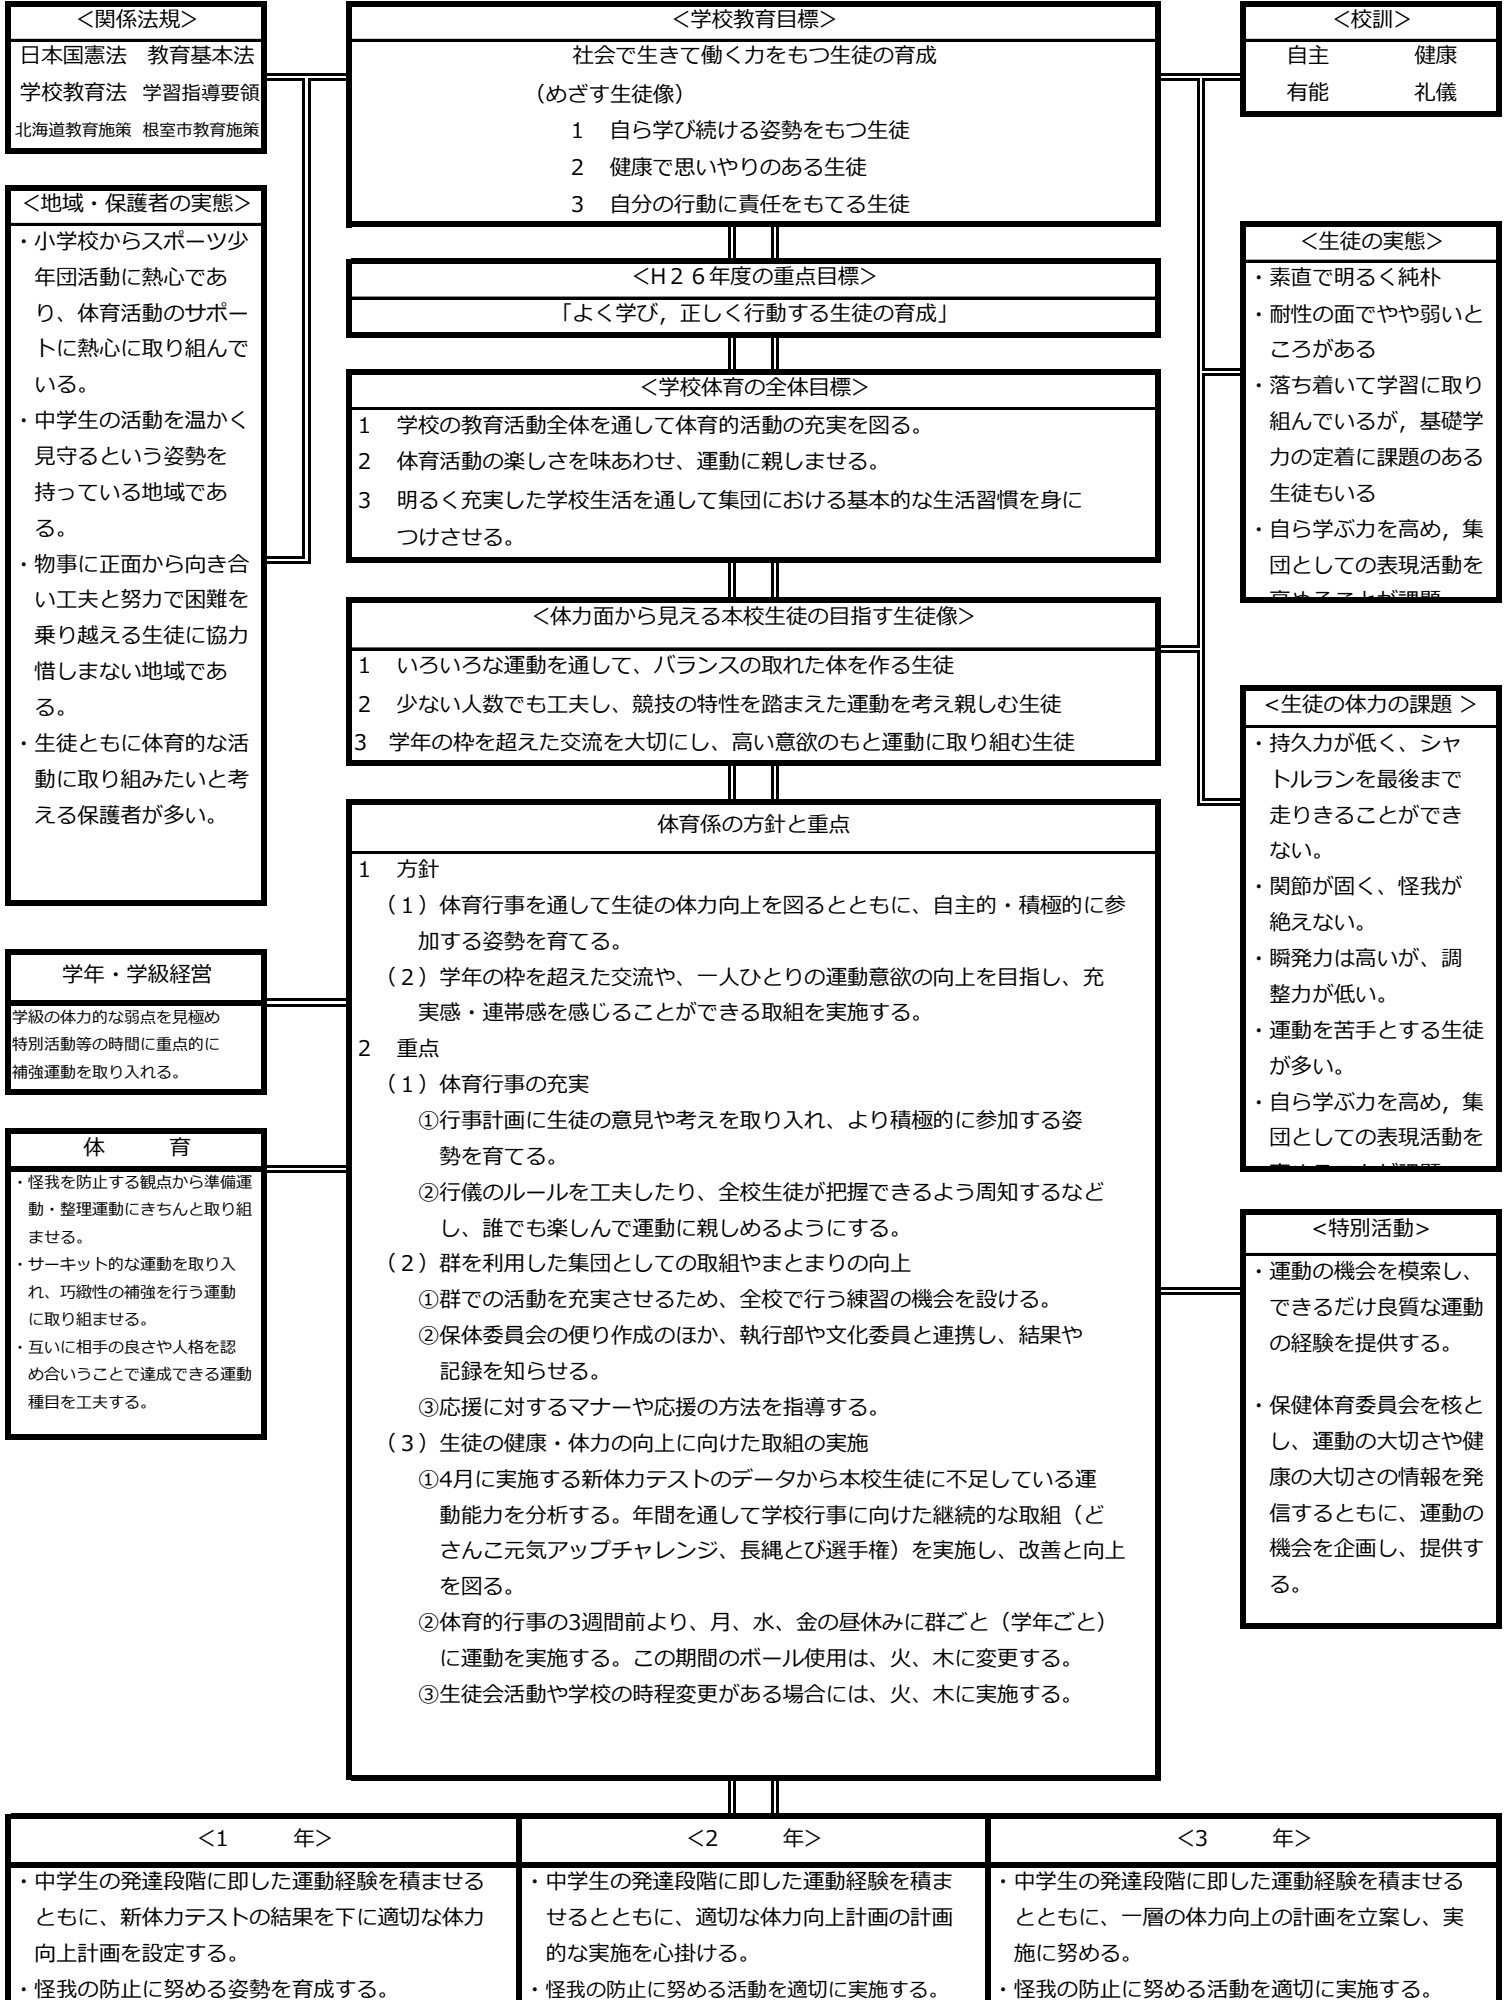 <関係法規>
日本国憲法　教育基本法
学校教育法　学習指導要領
北海道教育施策　根室市教育施策
<学校教育目標>
社会で生きて働く力をもつ生徒の育成
（めざす生徒像）
1　自ら学び続ける姿勢をもつ生徒
2　健康で思いやりのある生徒
3　自分の行動に責任をもてる生徒
<校訓>
自主　健康
有能　礼儀
<地域・保護者の実態>
・小学校からスポーツ少
年団活動に熱心であ
り、体育活動のサポー
トに熱心に取り組んで
いる。
・中学生の活動を温かく
見守るという姿勢を
持っている地域であ
る。
・物事に正面から向き合
い工夫と努力で困難を
乗り越える生徒に協力
惜しまない地域であ
る。
・生徒ともに体育的な活
動に取り組みたいと考
える保護者が多い。
<H２６年度の重点目標>
「よく学び，正しく行動する生徒の育成」
<学校体育の全体目標>
1　学校の教育活動全体を通して体育的活動の充実を図る。
2　体育活動の楽しさを味あわせ、運動に親しませる。
3　明るく充実した学校生活を通して集団における基本的な生活習慣を身に
つけさせる。
<体力面から見える本校生徒の目指す生徒像>
1　いろいろな運動を通して、バランスの取れた体を作る生徒
2　少ない人数でも工夫し、競技の特性を踏まえた運動を考え親しむ生徒
3　学年の枠を超えた交流を大切にし、高い意欲のもと運動に取り組む生徒
<生徒の実態>
・素直で明るく純朴
・耐性の面でやや弱いと
ころがある
・落ち着いて学習に取り
組んでいるが，基礎学
力の定着に課題のある
生徒もいる
・自ら学ぶ力を高め，集
団としての表現活動を
<生徒の体力の課題 >
・持久力が低く、シャ
トルランを最後まで
走りきることができ
ない。
・関節が固く、怪我が
絶えない。
・瞬発力は高いが、調
整力が低い。
・運動を苦手とする生徒
が多い。
・自ら学ぶ力を高め，集
団としての表現活動を
体育係の方針と重点
1　方針
（１）体育行事を通して生徒の体力向上を図るとともに、自主的・積極的に参
加する姿勢を育てる。
（２）学年の枠を超えた交流や、一人ひとりの運動意欲の向上を目指し、充
実感・連帯感を感じることができる取組を実施する。
2　重点
（１）体育行事の充実
①行事計画に生徒の意見や考えを取り入れ、より積極的に参加する姿
勢を育てる。
②行儀のルールを工夫したり、全校生徒が把握できるよう周知するなど
し、誰でも楽しんで運動に親しめるようにする。
（２）群を利用した集団としての取組やまとまりの向上
①群での活動を充実させるため、全校で行う練習の機会を設ける。
②保体委員会の便り作成のほか、執行部や文化委員と連携し、結果や
記録を知らせる。
③応援に対するマナーや応援の方法を指導する。
（３）生徒の健康・体力の向上に向けた取組の実施
①4月に実施する新体力テストのデータから本校生徒に不足している運
動能力を分析する。年間を通して学校行事に向けた継続的な取組（ど
さんこ元気アップチャレンジ、長縄とび選手権）を実施し、改善と向上
を図る。
②体育的行事の3週間前より、月、水、金の昼休みに群ごと（学年ごと）
に運動を実施する。この期間のボール使用は、火、木に変更する。
③生徒会活動や学校の時程変更がある場合には、火、木に実施する。
学年・学級経営
学級の体力的な弱点を見極め
特別活動等の時間に重点的に
補強運動を取り入れる。
体　育
・怪我を防止する観点から準備運
動・整理運動にきちんと取り組
ませる。
・サーキット的な運動を取り入
れ、巧緻性の補強を行う運動
に取り組ませる。
・互いに相手の良さや人格を認
め合いうことで達成できる運動
種目を工夫する。
<特別活動>
・運動の機会を模索し、
できるだけ良質な運動
の経験を提供する。
・保健体育委員会を核と
し、運動の大切さや健
康の大切さの情報を発
信するともに、運動の
機会を企画し、提供す
る。
<1　年>
・中学生の発達段階に即した運動経験を積ませる
ともに、新体力テストの結果を下に適切な体力
向上計画を設定する。
・怪我の防止に努める姿勢を育成する。
<2　年>
・中学生の発達段階に即した運動経験を積ま
せるとともに、適切な体力向上計画の計画
的な実施を心掛ける。
・怪我の防止に努める活動を適切に実施する。
<3　年>
・中学生の発達段階に即した運動経験を積ませる
とともに、一層の体力向上の計画を立案し、実
施に努める。
・怪我の防止に努める活動を適切に実施する。